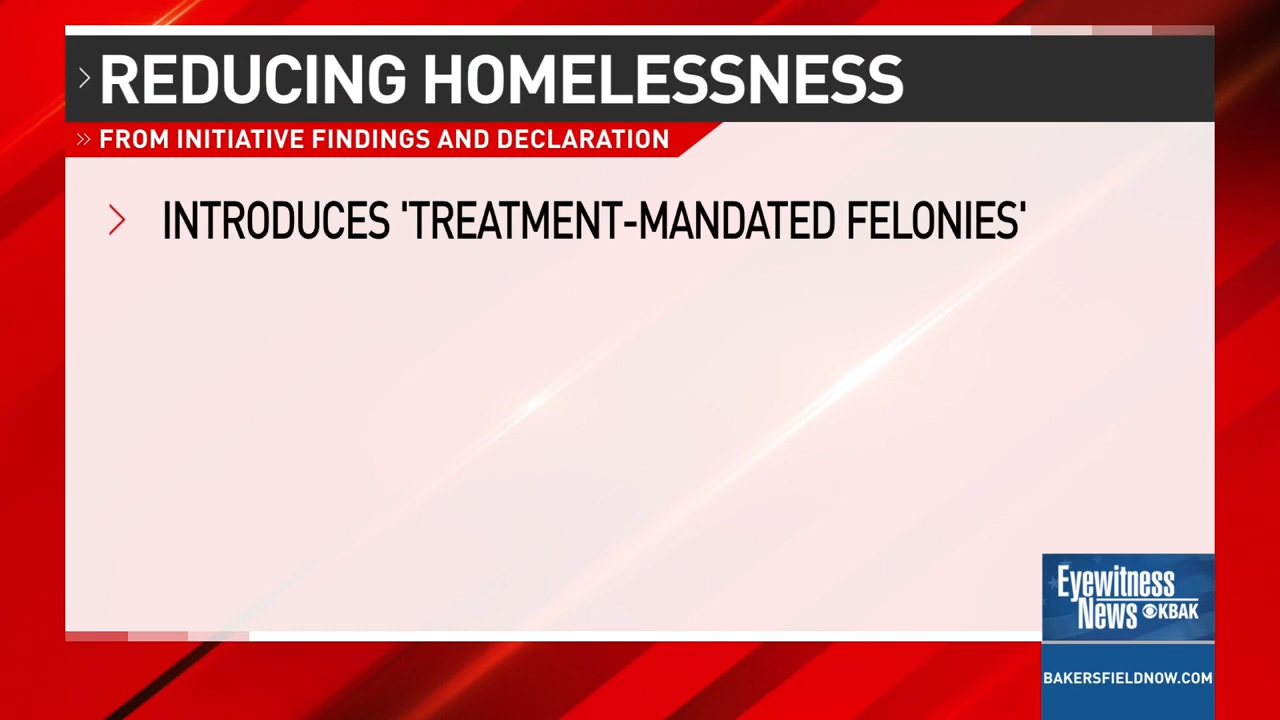 REDUCING HOMELESSNESS
FROM INITIATIVE FINDINGS AND DECLARATION
INTRODUCES 'TREATMENT-MANDATED FELONIES'
Eyewitness
News KBAK
BAKERSFIELDNOW.COM